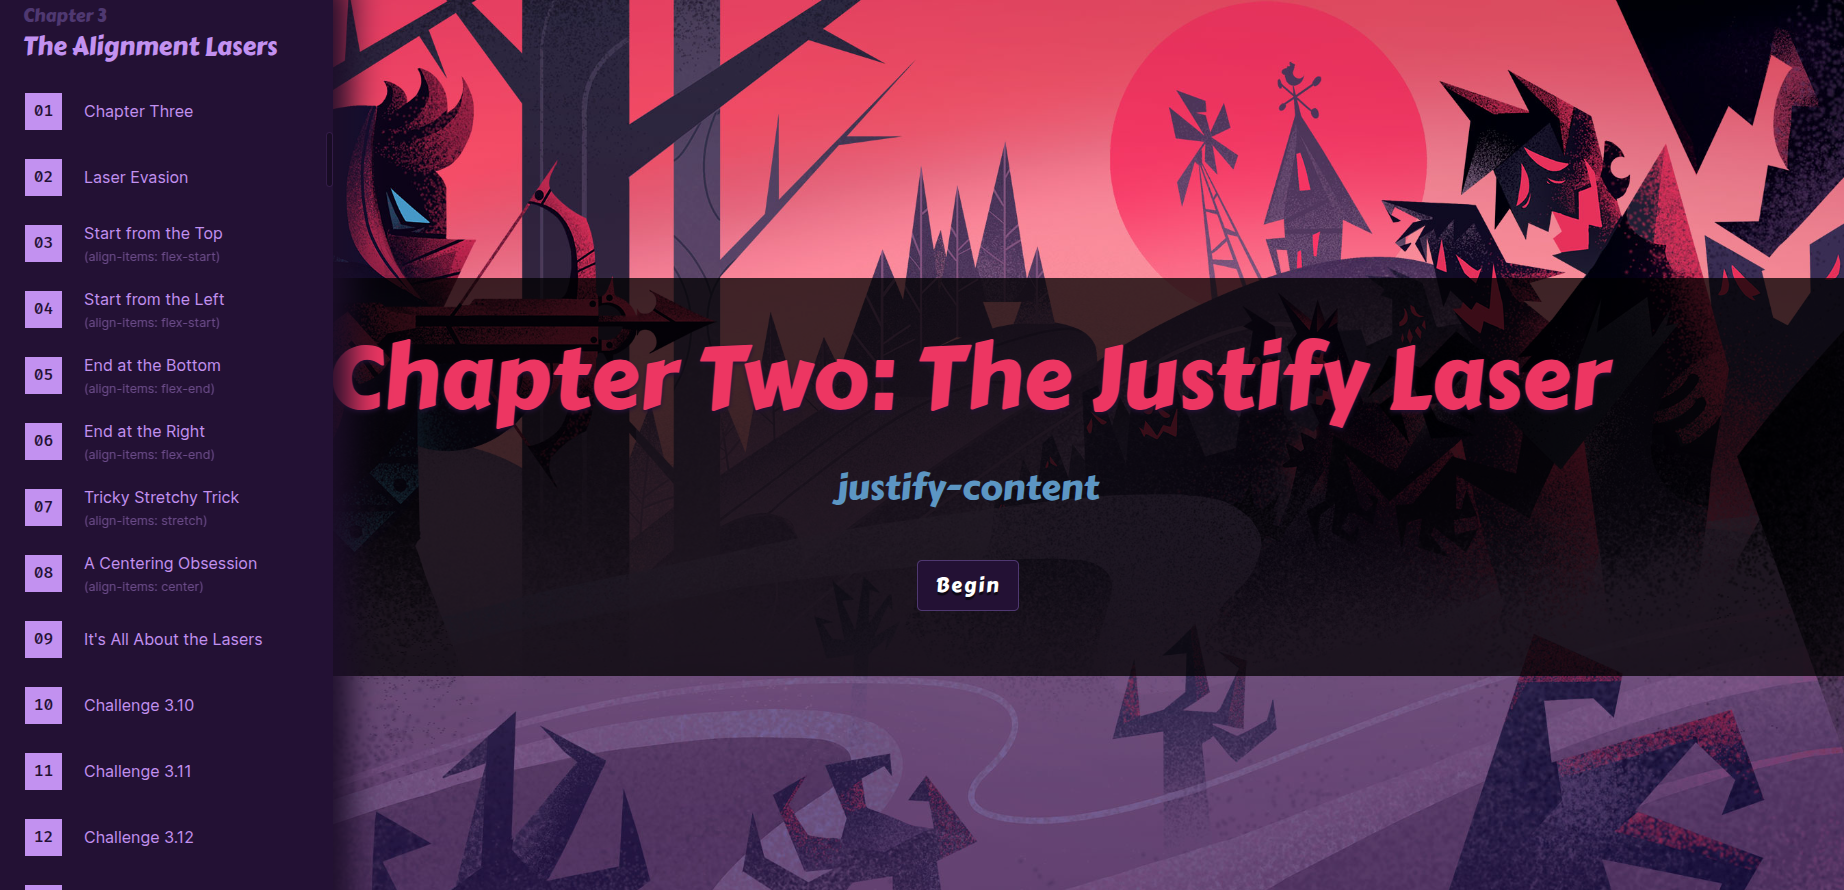 Chapter 3
The Alignment Lasers
01 Chapter Three
02 Laser Evasion
03 Start from the Top
(align-items: flex-start)
04 Start from the Left
(align-items: flex-start)
05 End at the Bottom
(align-items: flex-end)
06 End at the Right
(align-items: flex-end)
07 Tricky Stretchy Trick
(align-items: stretch)
08 A Centering Obsession
(align-items: center)
09 It's All About the Lasers
10 Challenge 3.10
11 Challenge 3.11
12 Challenge 3.12
Chapter Two: The Justify Laser
justify-content
Begin